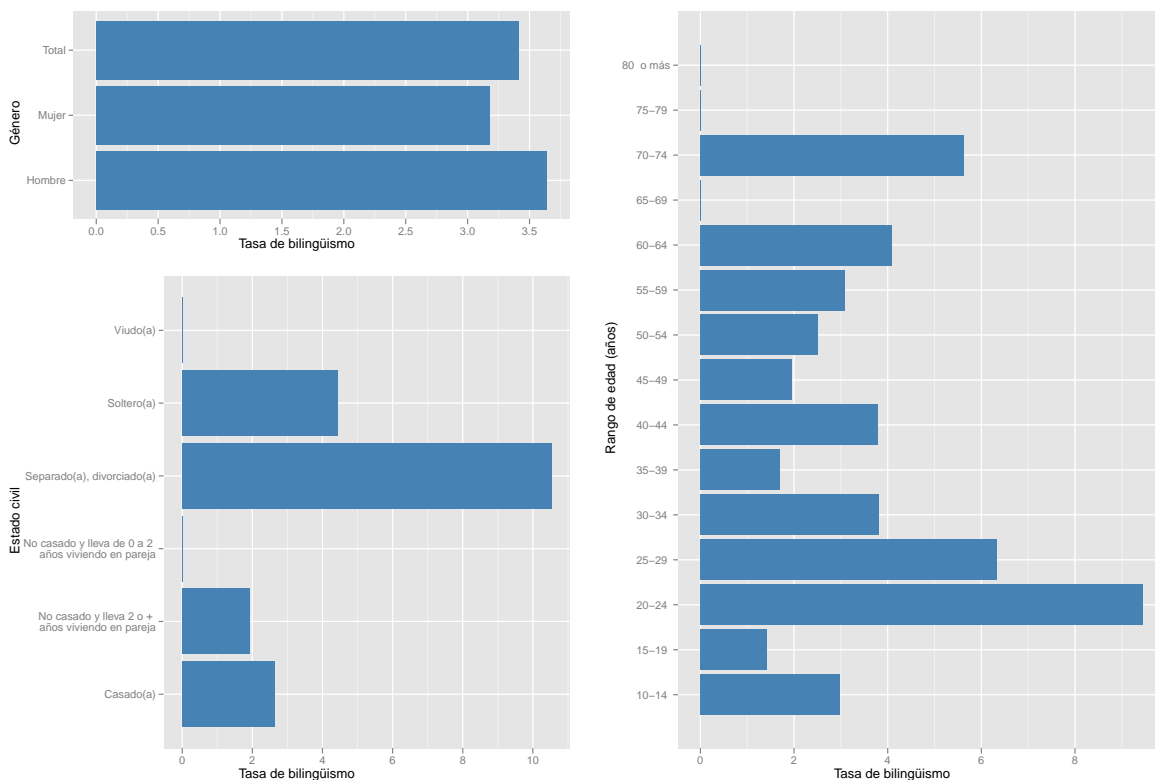 Género
Total
Mujer
Hombre
0.0 0.5 1.0 1.5 2.0 2.5 3.0 3.5
Tasa de bilingüismo
Estado civil
Viudo(a)
Soltero(a)
Separado(a), divorciado(a)
No casado y lleva de 0 a 2
años viviendo en pareja
No casado y lleva 2 o +
años viviendo en pareja
Casado(a)
0 2 4 6 8 10
Tasa de bilingüismo
Rango de edad (años)
80 o más
75−79
70−74
65−69
60−64
55−59
50−54
45−49
40−44
35−39
30−34
25−29
20−24
15−19
10−14
0 2 4 6 8
Tasa de bilingüismo